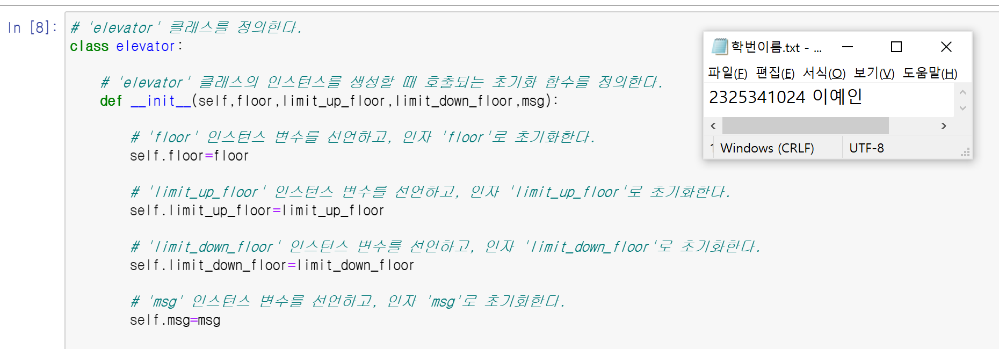 In [8]:
# 'elevator' 클래스를 정의한다.
class elevator:
# 'elevator' 클래스의 인스턴스를 생성할 때 호출되는 초기화 함수를 정의한다.
def __init__(self,floor,limit_up_floor,limit_down_floor,msg):
# 'floor' 인스턴스 변수를 선언하고, 인자 'floor'로 초기화한다.
self.floor=floor
# 'limit_up_floor' 인스턴스 변수를 선언하고, 인자 'limit_up_floor'로 초기화한다.
self.limit_up_floor=limit_up_floor
# 'limit_down_floor' 인스턴스 변수를 선언하고, 인자 'limit_down_floor'로 초기화한다.
self.limit_down_floor=limit_down_floor
# 'msg' 인스턴스 변수를 선언하고, 인자 'msg'로 초기화한다.
self.msg=msg
학번이름.txt - ...
파일(F) 편집(E) 서식(O) 보기(V) 도움말(H)
2325341024 이예인
Windows (CRLF) UTF-8